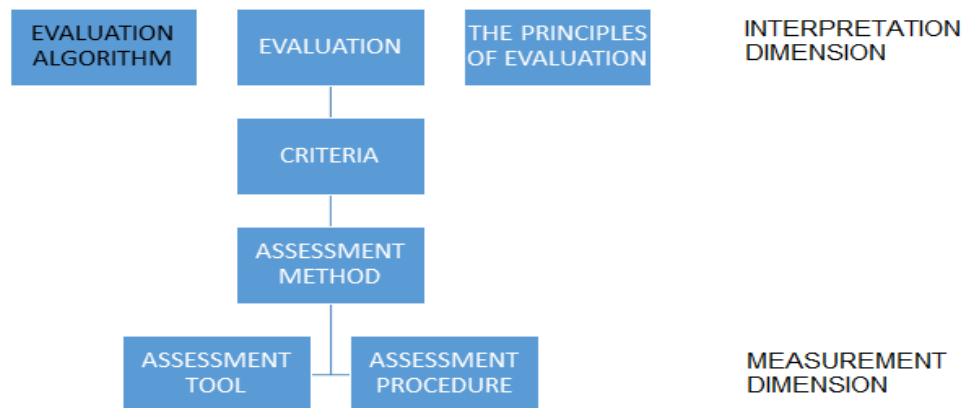 EVALUATION
ALGORITHM
EVALUATION
THE PRINCIPLES
OF EVALUATION
INTERPRETATION
DIMENSION
CRITERIA
ASSESSMENT
METHOD
ASSESSMENT
TOOL
ASSESSMENT
PROCEDURE
MEASUREMENT
DIMENSION